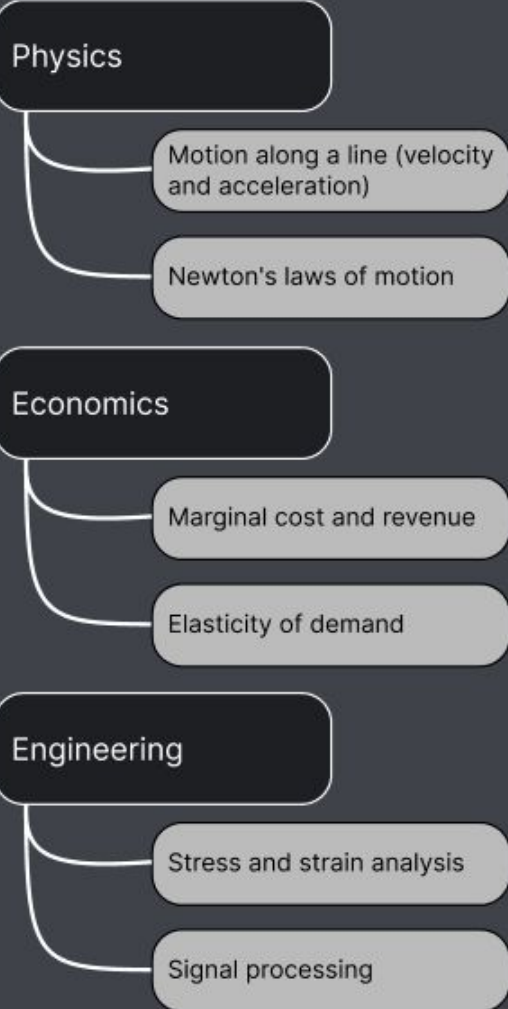 Physics
Motion along a line (velocity
and acceleration)
Newton's laws of motion
Economics
Marginal cost and revenue
Elasticity of demand
Engineering
Stress and strain analysis
Signal processing